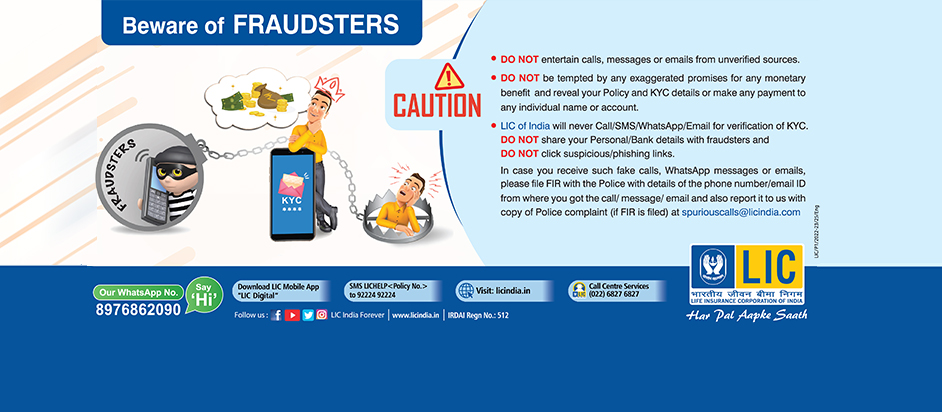 Beware of FRAUDSTERS
FRAUDSTERS
KYC
CAUTION
• DO NOT entertain calls, messages or emails from unverified sources.
• DO NOT be tempted by any exaggerated promises for any monetary
benefit and reveal your Policy and KYC details or make any payment to
any individual name or account.
• LIC of India will never Call/SMS/WhatsApp/Email for verification of KYC.
DO NOT share your Personal/Bank details with fraudsters and
DO NOT click suspicious/phishing links.
In case you receive such fake calls, WhatsApp messages or emails,
please file FIR with the Police with details of the phone number/email ID
from where you got the call/ message/ email and also report it to us with
copy of Police complaint (if FIR is filed) at spuriouscalls@licindia.com
LIC/P1/2022-23/25/Eng
Our WhatsApp No.
8976862090
Say
'Hi'
Download LIC Mobile App
"LIC Digital"
SMS LICHELP<Policy No.>
to 92224 92224
Visit: licindia.in
Call Centre Services
(022) 6827 6827
Follow us : LIC India Forever | www.licindia.in | IRDAI Regn No.: 512
LIC
भारतीय जीवन बीमा निगम
LIFE INSURANCE CORPORATION OF INDIA
Har Pal Aapke Saath